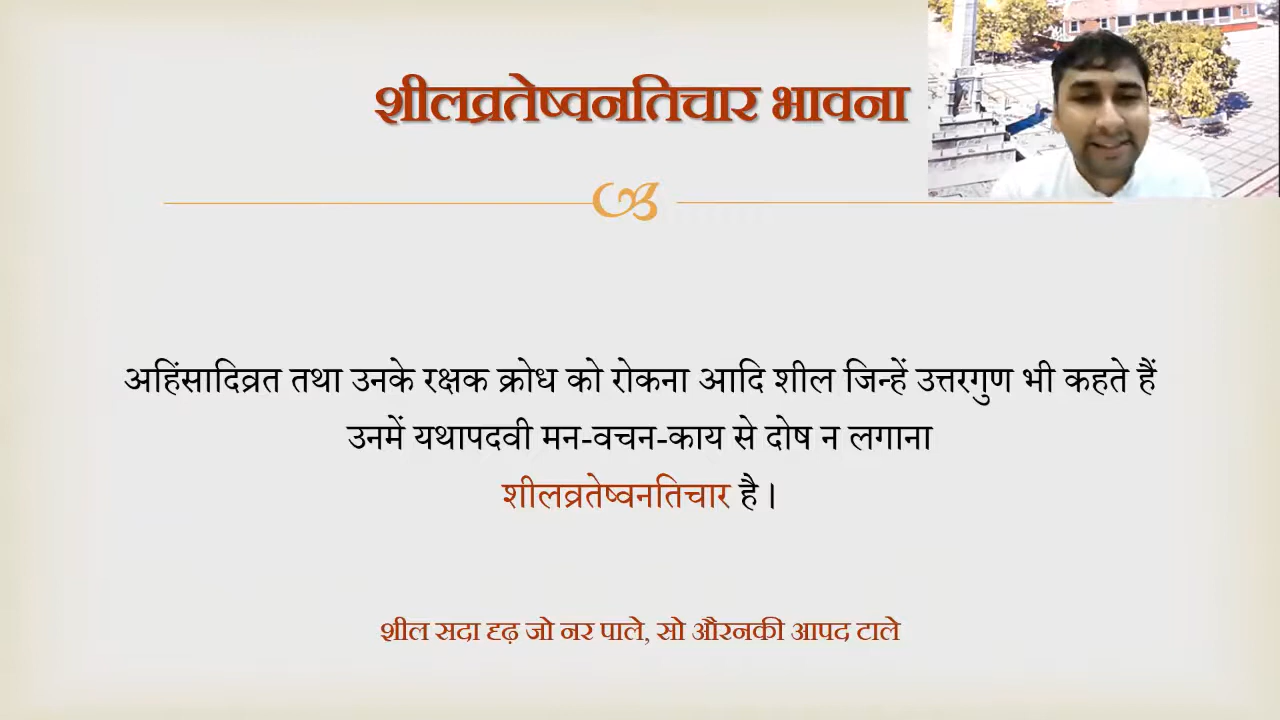 शीलव्रतेष्वनतिचार भावना
अहिंसादिव्रत तथा उनके रक्षक क्रोध को रोकना आदि शील जिन्हें उत्तरगुण भी कहते हैं
उनमें यथापदवी मन-वचन-काय से दोष न लगाना
शीलव्रतेष्वनतिचार है ।
शील सदा दृढ़ जो नर पाले, सो औरनकी आपद टाले